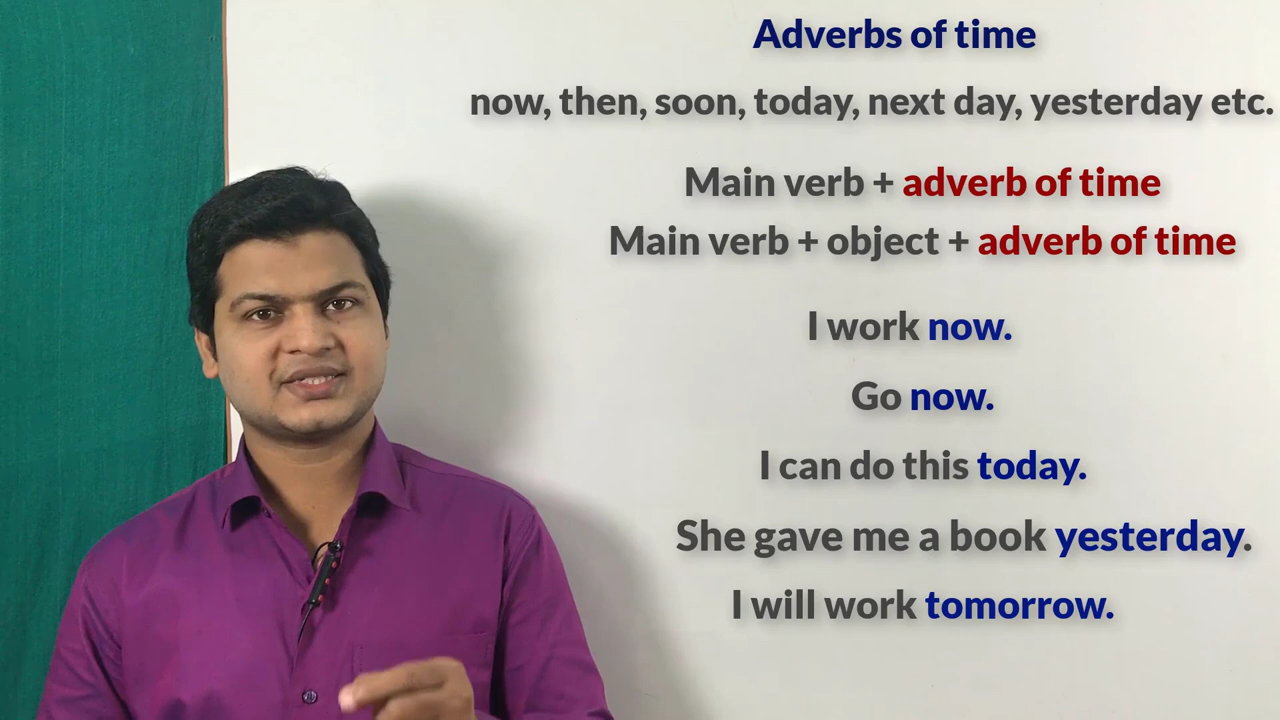 Adverbs of time
now, then, soon, today, next day, yesterday etc.
Main verb + adverb of time
Main verb + object + adverb of time
I work now.
Go now.
I can do this today.
She gave me a book yesterday.
I will work tomorrow.